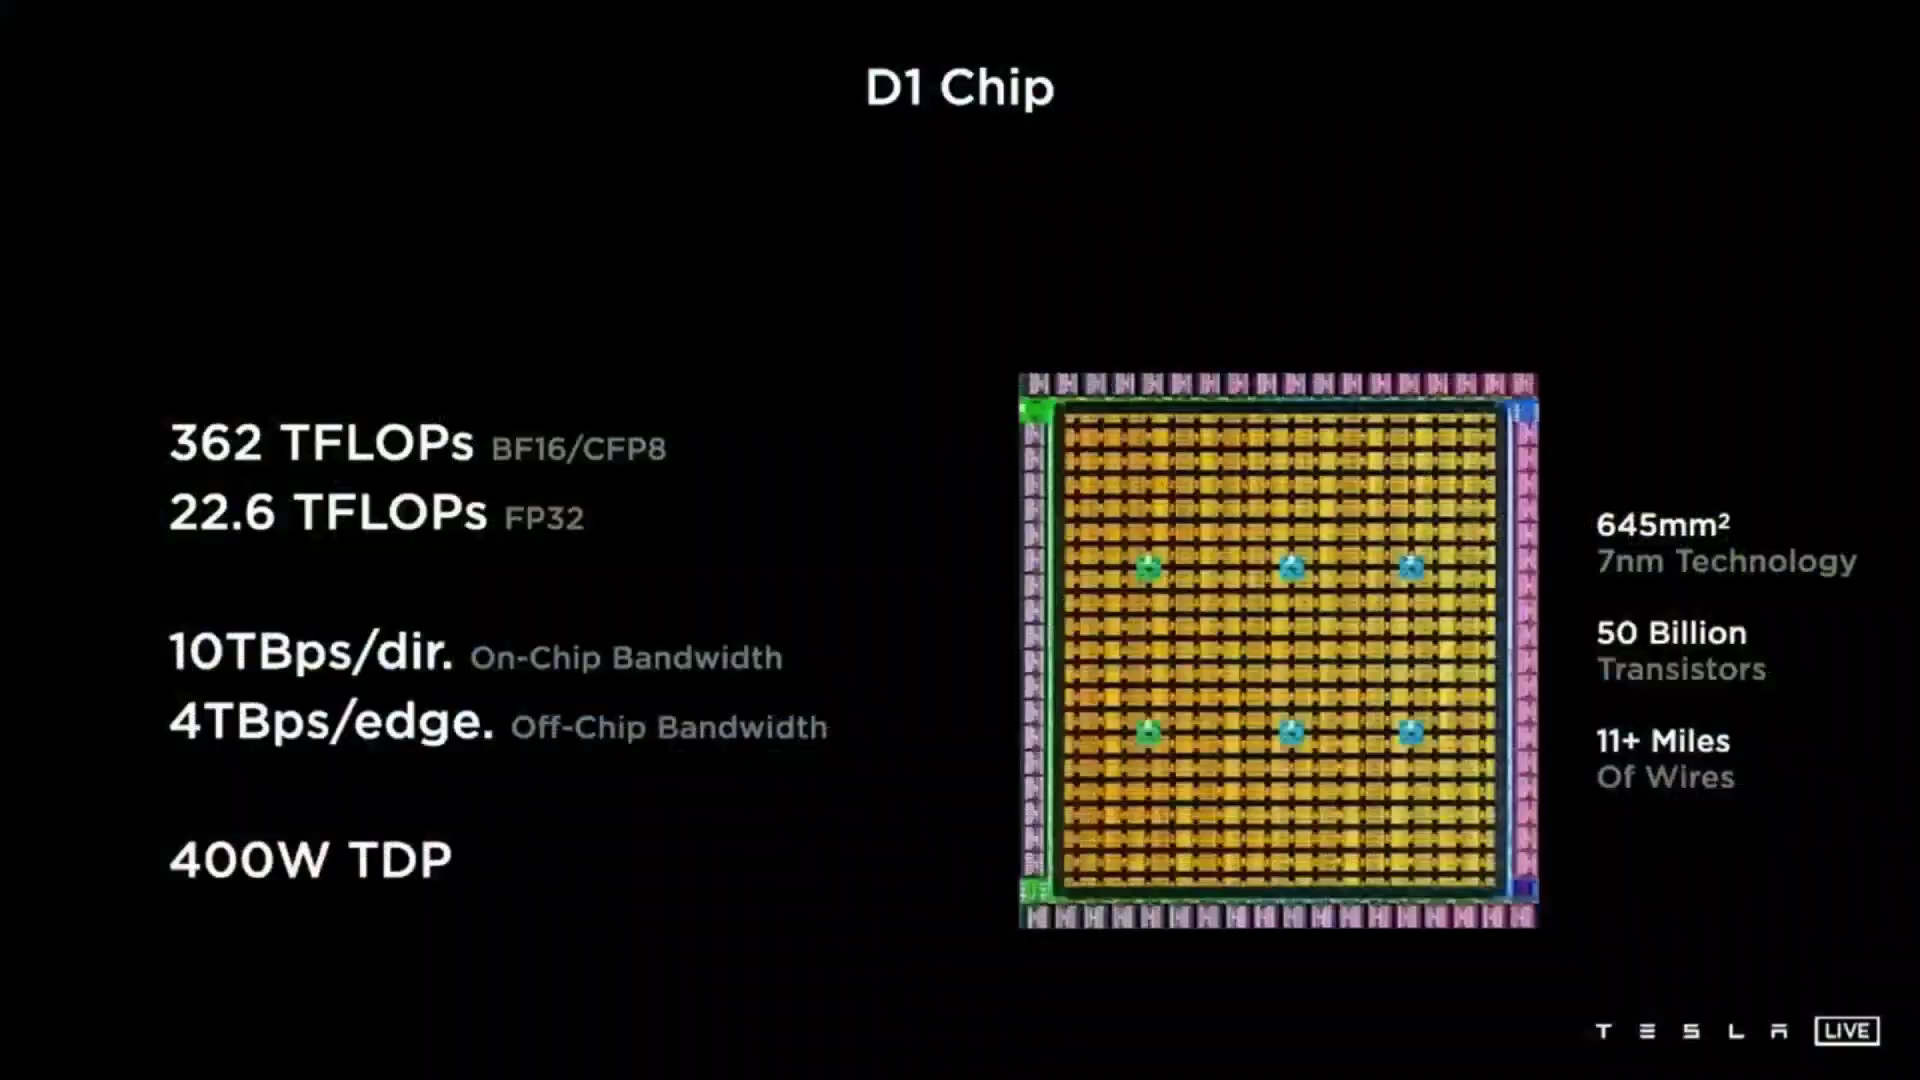 D1 Chip
362 TFLOPs BF16/CFP8
22.6 TFLOPs FP32
10TBps/dir. On-Chip Bandwidth
4TBps/edge. Off-Chip Bandwidth
400W TDP
645mm²
7nm Technology
50 Billion
Transistors
11+ Miles
Of Wires
TESLA LIVE